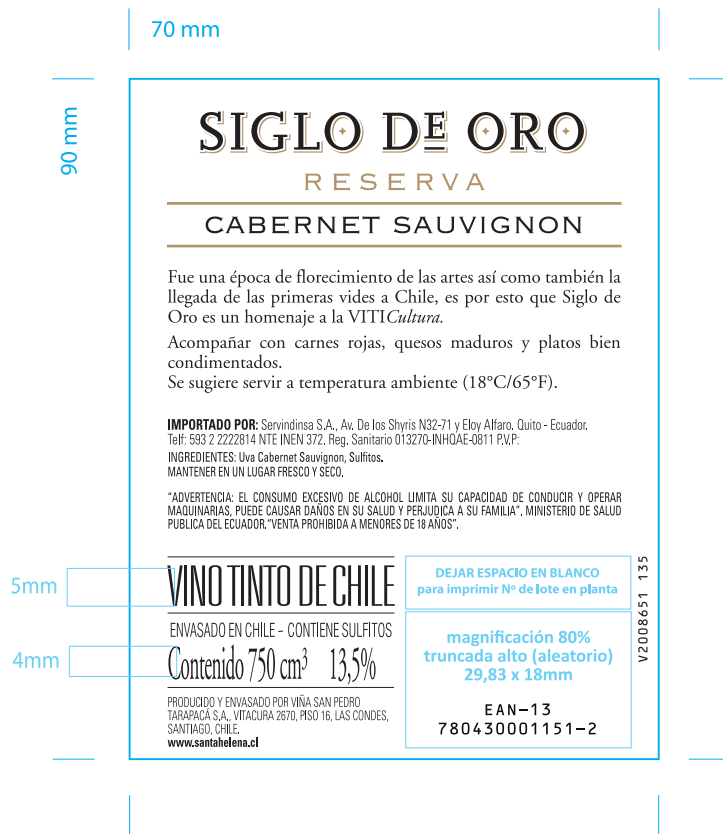 70 mm
90 mm
SIGLO DE ORO
RESERVA
CABERNET SAUVIGNON
Fue una época de florecimiento de las artes así como también la
llegada de las primeras vides a Chile, es por esto que Siglo de
Oro es un homenaje a la VITICultura.
Acompañar con carnes rojas, quesos maduros y platos bien
condimentados.
Se sugiere servir a temperatura ambiente (18°C/65°F).
IMPORTADO POR: Servindinsa S.A., Av. De los Shyris N32-71 y Eloy Alfaro. Quito - Ecuador.
Telf: 593 2 2222814 NTE INEN 372. Reg. Sanitario 013270-INHQAE-0811 P.V.P:
INGREDIENTES: Uva Cabernet Sauvignon, Sulfitos.
MANTENER EN UN LUGAR FRESCO Y SECO.
"ADVERTENCIA: EL CONSUMO EXCESIVO DE ALCOHOL LIMITA SU CAPACIDAD DE CONDUCIR Y OPERAR
MAQUINARIAS, PUEDE CAUSAR DAÑOS EN SU SALUD Y PERJUDICA A SU FAMILIA". MINISTERIO DE SALUD
PUBLICA DEL ECUADOR."VENTA PROHIBIDA A MENORES DE 18 AÑOS".
5mm
VINO TINTO DE CHILE
ENVASADO EN CHILE - CONTIENE SULFITOS
4mm
Contenido 750 cm³ 13,5%
PRODUCIDO Y ENVASADO POR VIÑA SAN PEDRO
TARAPACÁ S.A., VITACURA 2670, PISO 16, LAS CONDES,
SANTIAGO, CHILE.
www.santahelena.cl
DEJAR ESPACIO EN BLANCO
para imprimir Nº de lote en planta
magnificación 80%
truncada alto (aleatorio)
29,83 x 18mm
EAN-13
780430001151-2
V2008651 135